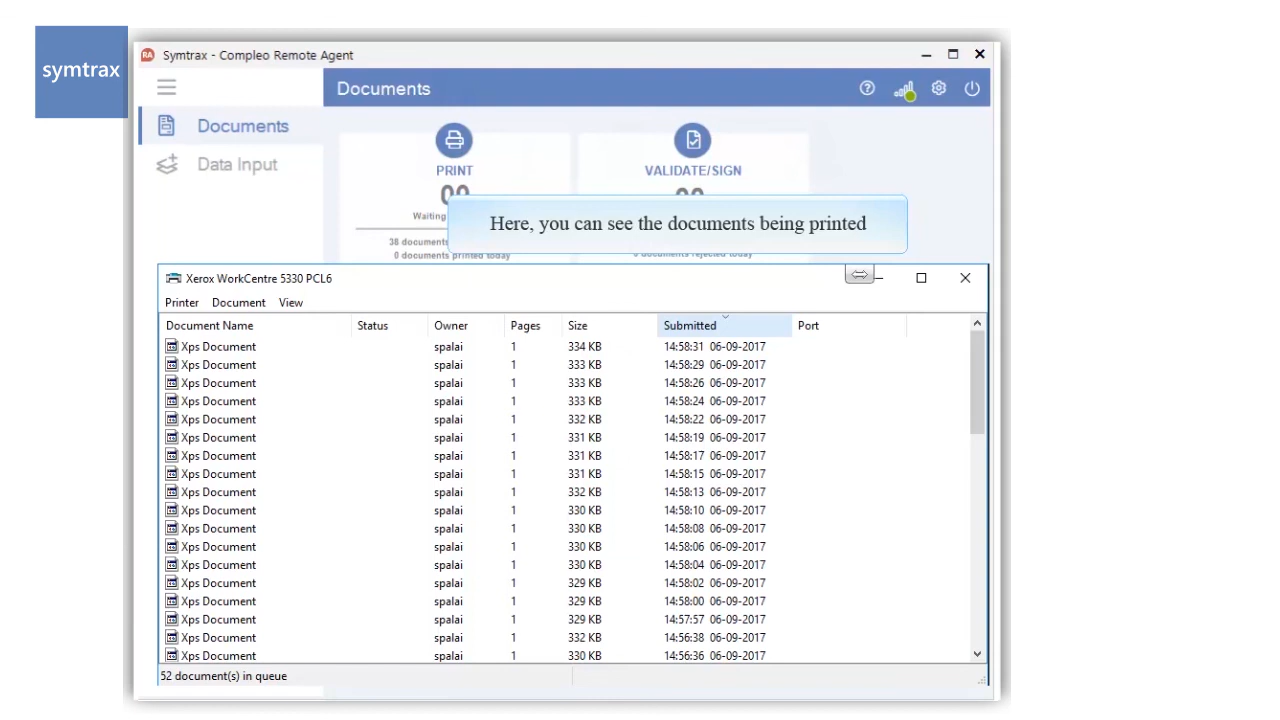 symtrax
RA Symtrax - Compleo Remote Agent
Documents
Documents
Data Input
PRINT
VALIDATE/SIGN
00
Waiting
38 documents
0 documents printed today
Here, you can see the documents being printed
Xerox WorkCentre 5330 PCL6
Printer Document View
Document Name Status Owner Pages Size Submitted Port
Xps Document spalai 1 334 KB 14:58:31 06-09-2017
Xps Document spalai 1 333 KB 14:58:29 06-09-2017
Xps Document spalai 1 333 KB 14:58:26 06-09-2017
Xps Document spalai 1 333 KB 14:58:24 06-09-2017
Xps Document spalai 1 332 KB 14:58:22 06-09-2017
Xps Document spalai 1 331 KB 14:58:19 06-09-2017
Xps Document spalai 1 331 KB 14:58:17 06-09-2017
Xps Document spalai 1 331 KB 14:58:15 06-09-2017
Xps Document spalai 1 332 KB 14:58:13 06-09-2017
Xps Document spalai 1 330 KB 14:58:10 06-09-2017
Xps Document spalai 1 330 KB 14:58:08 06-09-2017
Xps Document spalai 1 330 KB 14:58:06 06-09-2017
Xps Document spalai 1 330 KB 14:58:04 06-09-2017
Xps Document spalai 1 329 KB 14:58:02 06-09-2017
Xps Document spalai 1 329 KB 14:58:00 06-09-2017
Xps Document spalai 1 329 KB 14:57:57 06-09-2017
Xps Document spalai 1 332 KB 14:56:38 06-09-2017
Xps Document spalai 1 330 KB 14:56:36 06-09-2017
52 document(s) in queue